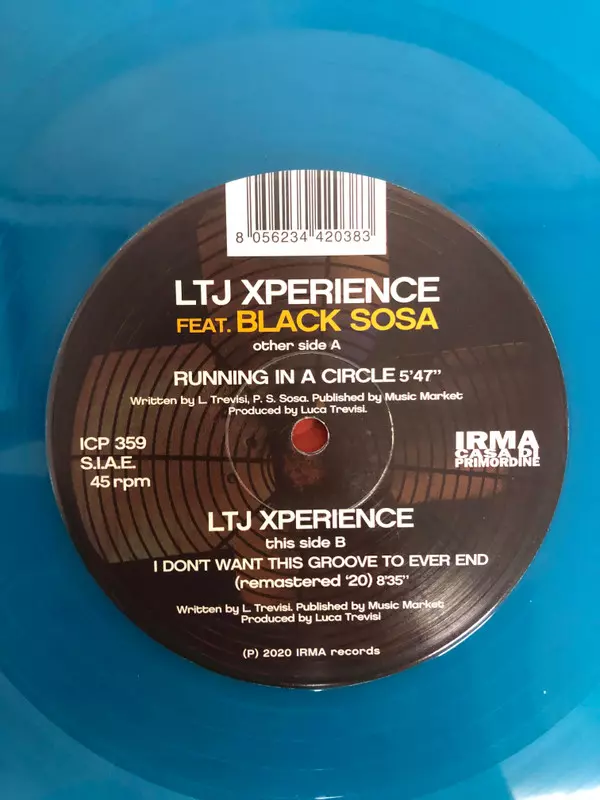 8 056234 420383
LTJ XPERIENCE
FEAT. BLACK SOSA
other side A
RUNNING IN A CIRCLE 5'47"
Written by L. Trevisi, P. S. Sosa. Published by Music Market
Produced by Luca Trevisi.
ICP 359
S.I.A.E.
45 rpm
IRMA
CASA DI
PRIMORDINE
LTJ XPERIENCE
this side B
I DON'T WANT THIS GROOVE TO EVER END
(remastered '20) 8'35"
Written by L. Trevisi. Published by Music Market
Produced by Luca Trevisi
(P) 2020 IRMA records